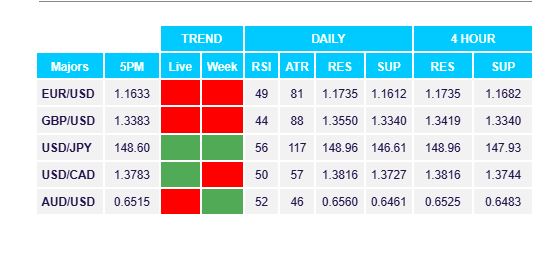 TREND DAILY 4 HOUR
Majors 5PM Live Week RSI ATR RES SUP RES SUP
EUR/USD 1.1633 49 81 1.1735 1.1612 1.1735 1.1682
GBP/USD 1.3383 44 88 1.3550 1.3340 1.3419 1.3340
USD/JPY 148.60 56 117 148.96 146.61 148.96 147.93
USD/CAD 1.3783 50 57 1.3816 1.3727 1.3816 1.3744
AUD/USD 0.6515 52 46 0.6560 0.6461 0.6525 0.6483